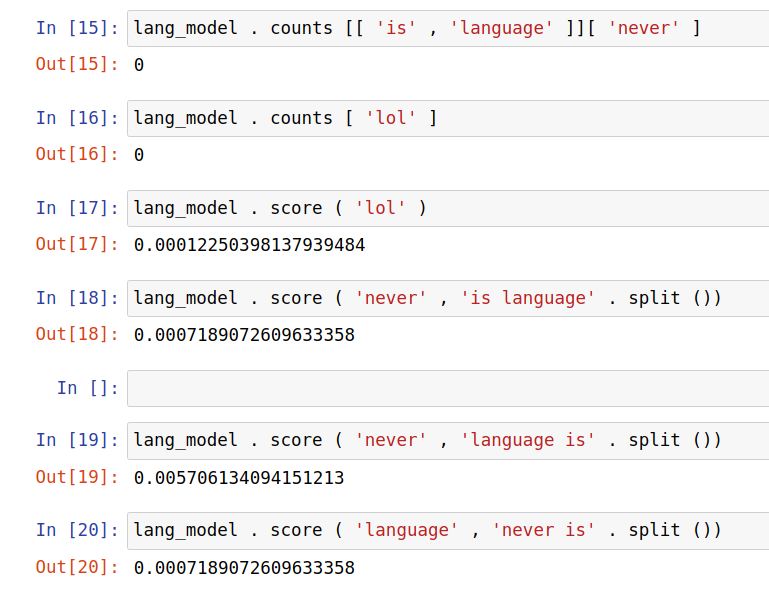 In [15]: lang_model . counts [[ 'is' , 'language' ]][ 'never' ]
Out[15]: 0
In [16]: lang_model . counts [ 'lol' ]
Out[16]: 0
In [17]: lang_model . score ( 'lol' )
Out[17]: 0.00012250398137939484
In [18]: lang_model . score ( 'never' , 'is language' . split ())
Out[18]: 0.0007189072609633358
In []:
In [19]: lang_model . score ( 'never' , 'language is' . split ())
Out[19]: 0.005706134094151213
In [20]: lang_model . score ( 'language' , 'never is' . split ())
Out[20]: 0.0007189072609633358